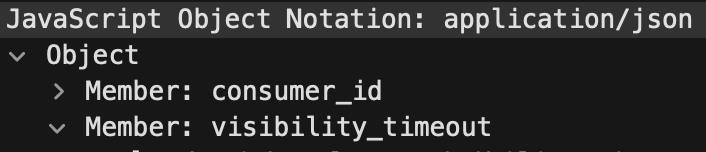 JavaScript Object Notation: application/json
Object
Member: consumer_id
Member: visibility_timeout